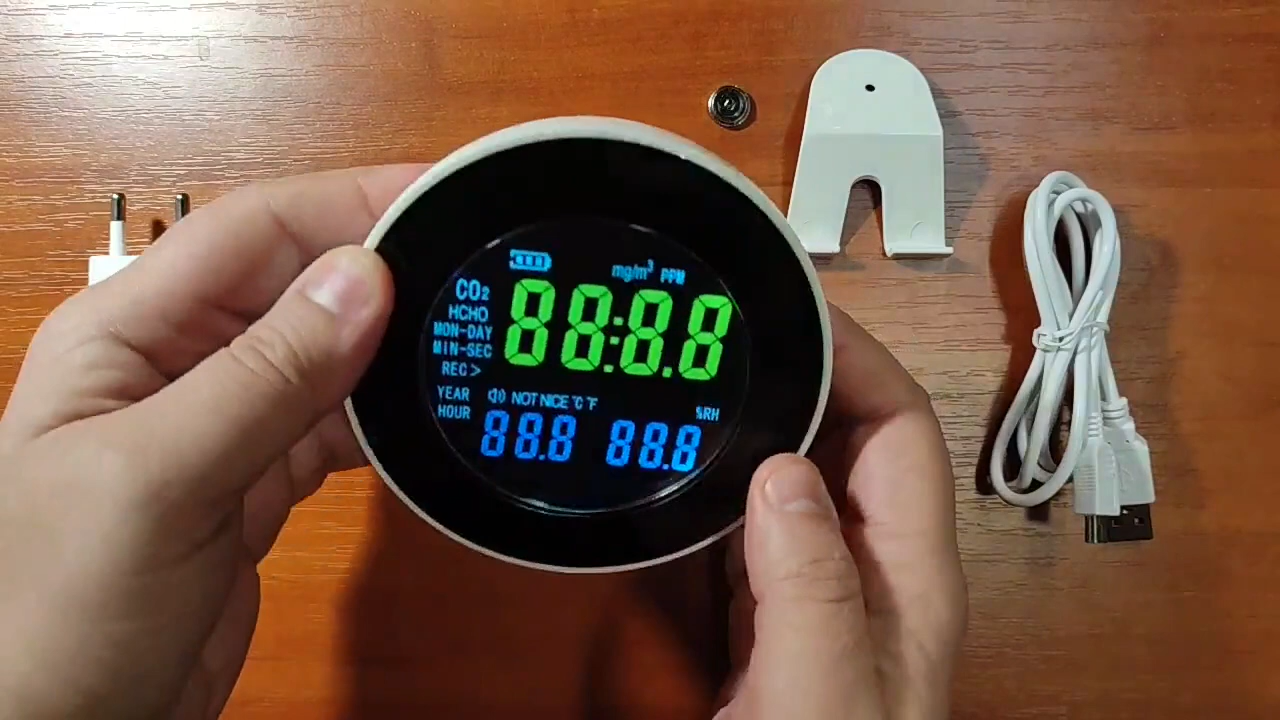 mg/m³ PPM
CO₂
HCHO
MON-DAY
MIN-SEC
REC>
88:8.8
YEAR
HOUR
NOT NICE °C °F
%RH
88.8 88.8